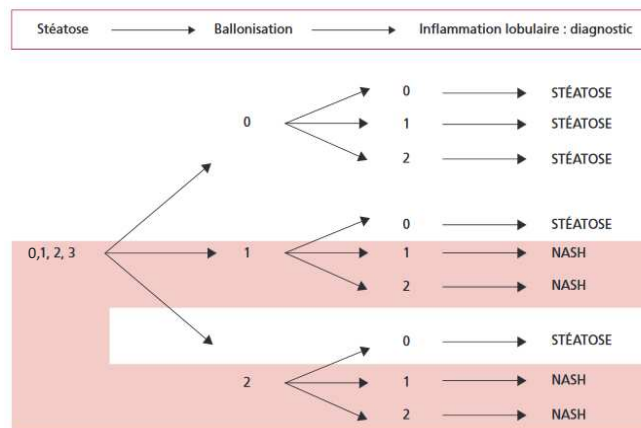 Stéatose Ballonisation Inflammation lobulaire : diagnostic
0 STÉATOSE
0 1 STÉATOSE
2 STÉATOSE
0 STÉATOSE
0,1, 2, 3 1 1 NASH
2 NASH
0 STÉATOSE
2 1 NASH
2 NASH